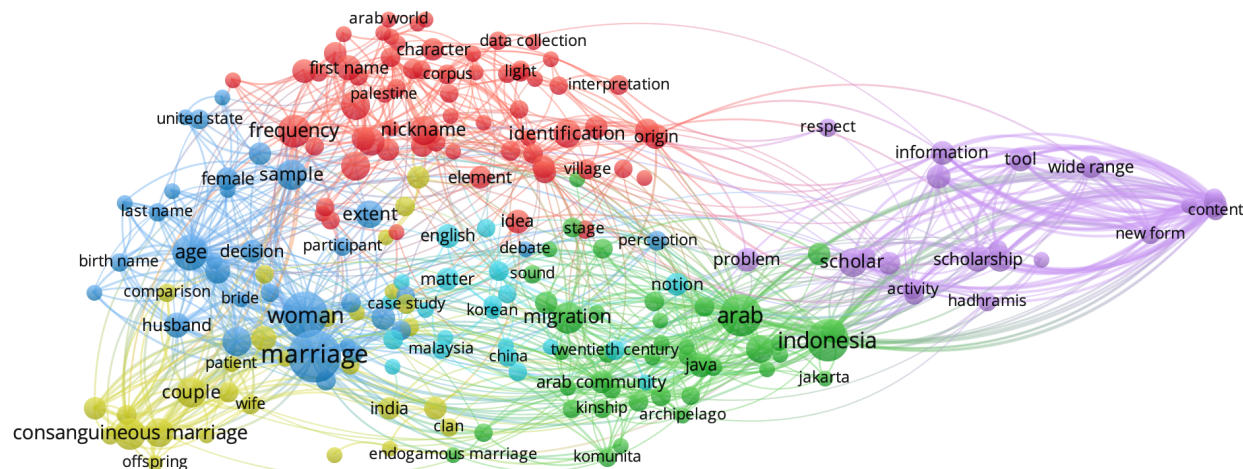 arab world
data collection
character
first name
corpus
light
interpretation
palestine
united state
frequency
nickname
identification
origin
respect
information
tool
wide range
female
sample
element
village
last name
extent
idea
stage
content
english
debate
perception
new form
participant
age
decision
birth name
sound
problem
scholar
scholarship
matter
notion
comparison
bride
case study
korean
activity
hadhramis
husband
woman
migration
arab
patient
marriage
malaysia
china
twentieth century
indonesia
java
jakarta
couple
wife
arab community
india
kinship
archipelago
consanguineous marriage
clan
offspring
endogamous marriage
komunita